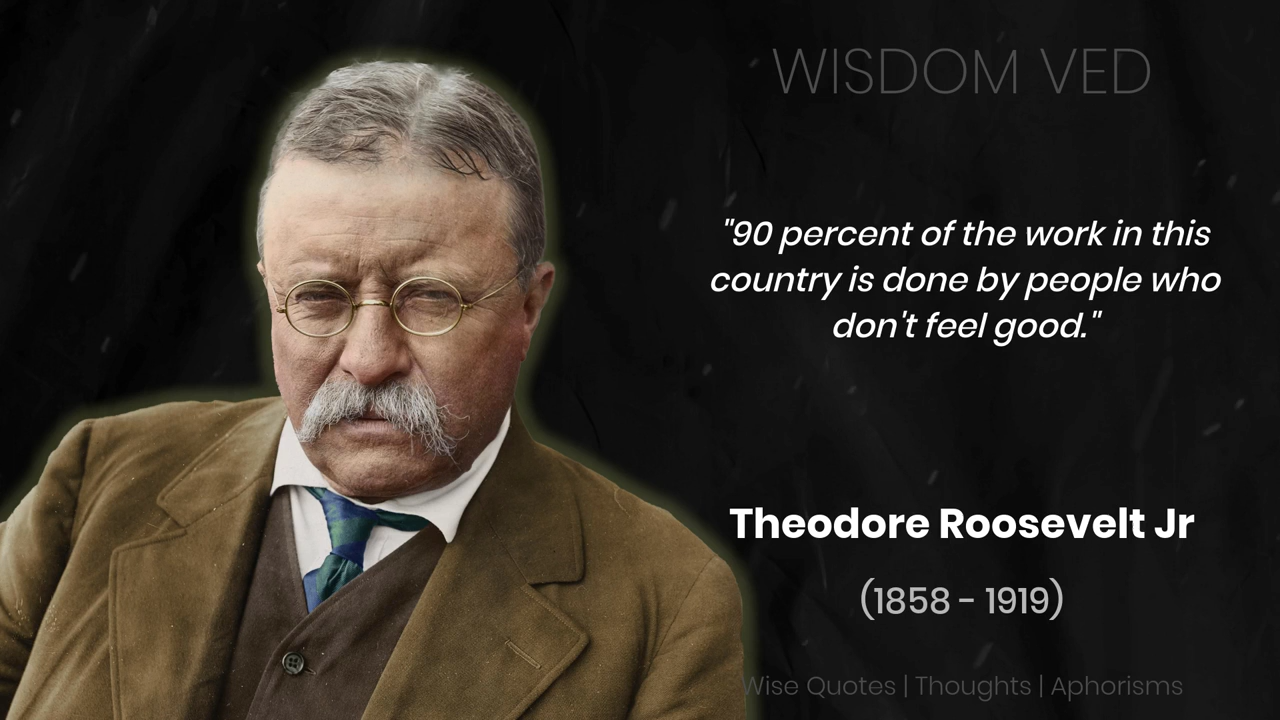 WISDOM VED
"90 percent of the work in this
country is done by people who
don't feel good."
Theodore Roosevelt Jr
(1858 - 1919)
Wise Quotes | Thoughts | Aphorisms